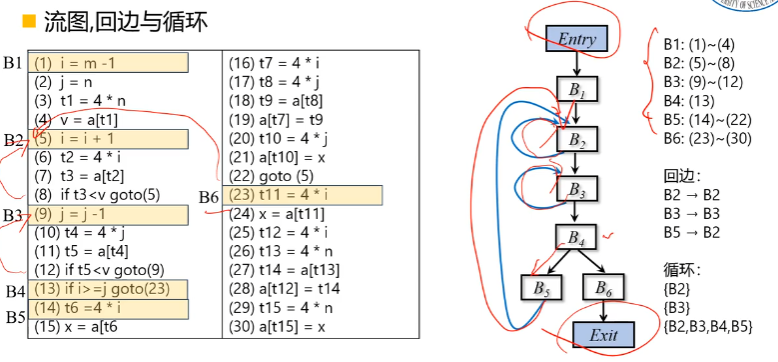 流图,回边与循环
B1
(1) i = m -1
(2) j = n
(3) t1 = 4 * n
(4) v = a[t1]
B2
(5) i = i + 1
(6) t2 = 4 * i
(7) t3 = a[t2]
(8) if t3<v goto(5)
B3
(9) j = j -1
(10) t4 = 4 * j
(11) t5 = a[t4]
(12) if t5<v goto(9)
B4
(13) if i>=j goto(23)
B5
(14) t6 =4 * i
(15) x = a[t6
(16) t7 = 4 * i
(17) t8 = 4 * j
(18) t9 = a[t8]
(19) a[t7] = t9
(20) t10 = 4 * j
(21) a[t10] = x
(22) goto (5)
B6
(23) t11 = 4 * i
(24) x = a[t11]
(25) t12 = 4 * i
(26) t13 = 4 * n
(27) t14 = a[t13]
(28) a[t12] = t14
(29) t15 = 4 * n
(30) a[t15] = x
Entry
B1
B2
B3
B4
B5 B6
Exit
B1: (1)~(4)
B2: (5)~(8)
B3: (9)~(12)
B4: (13)
B5: (14)~(22)
B6: (23)~(30)
回边:
B2 → B2
B3 → B3
B5 → B2
循环:
{B2}
{B3}
{B2,B3,B4,B5}